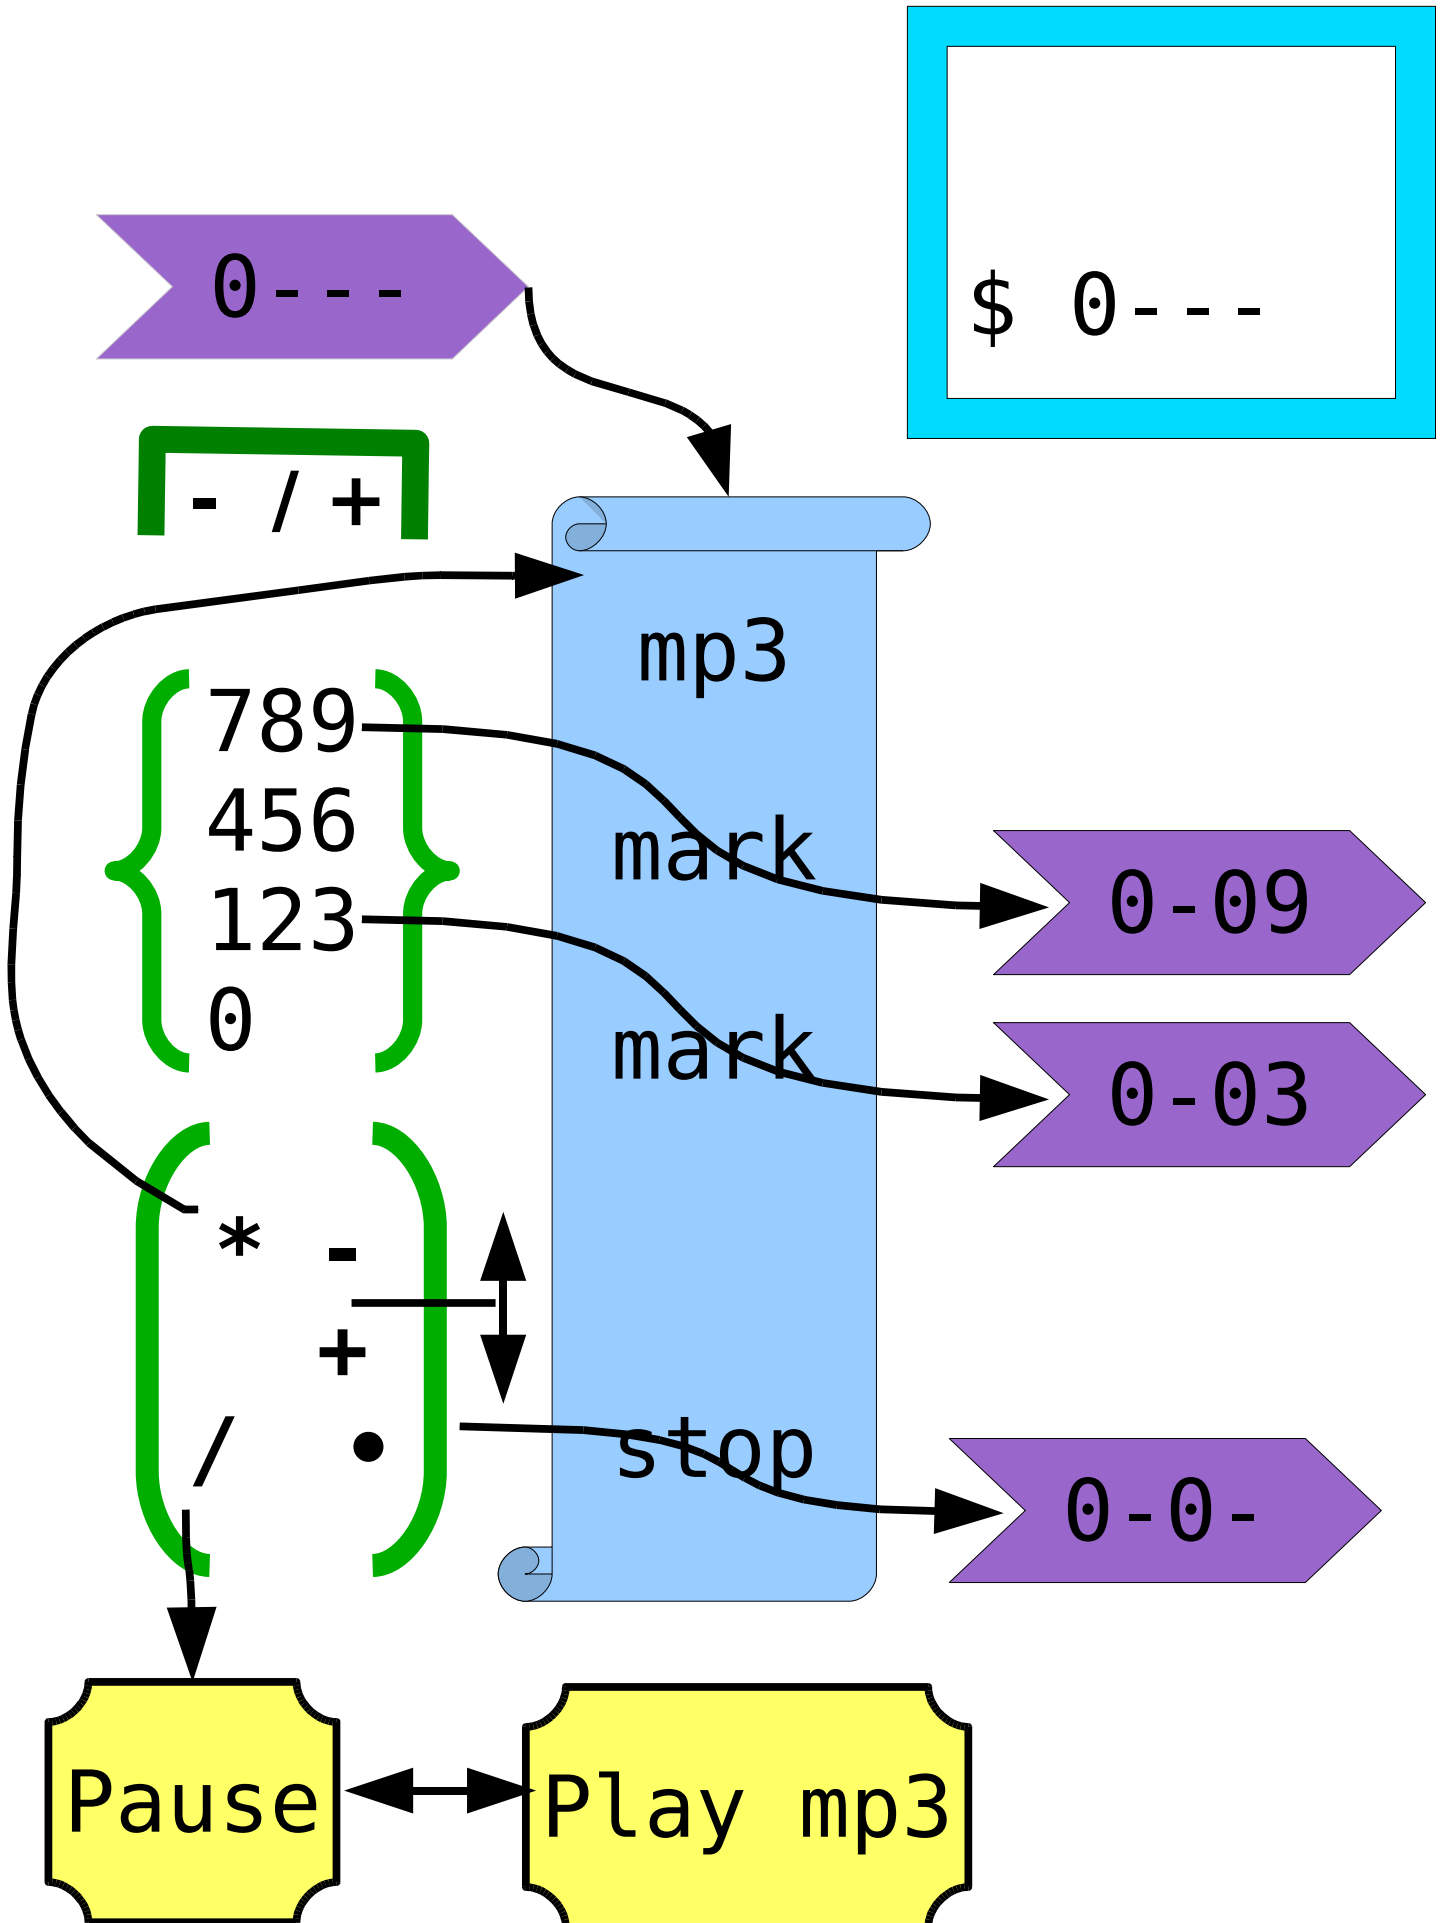 $ 0---
0---
- / +
mp3
789
456
123
0
mark
mark
0-09
0-03
* -
+
/ •
stop
0-0-
Pause
Play mp3